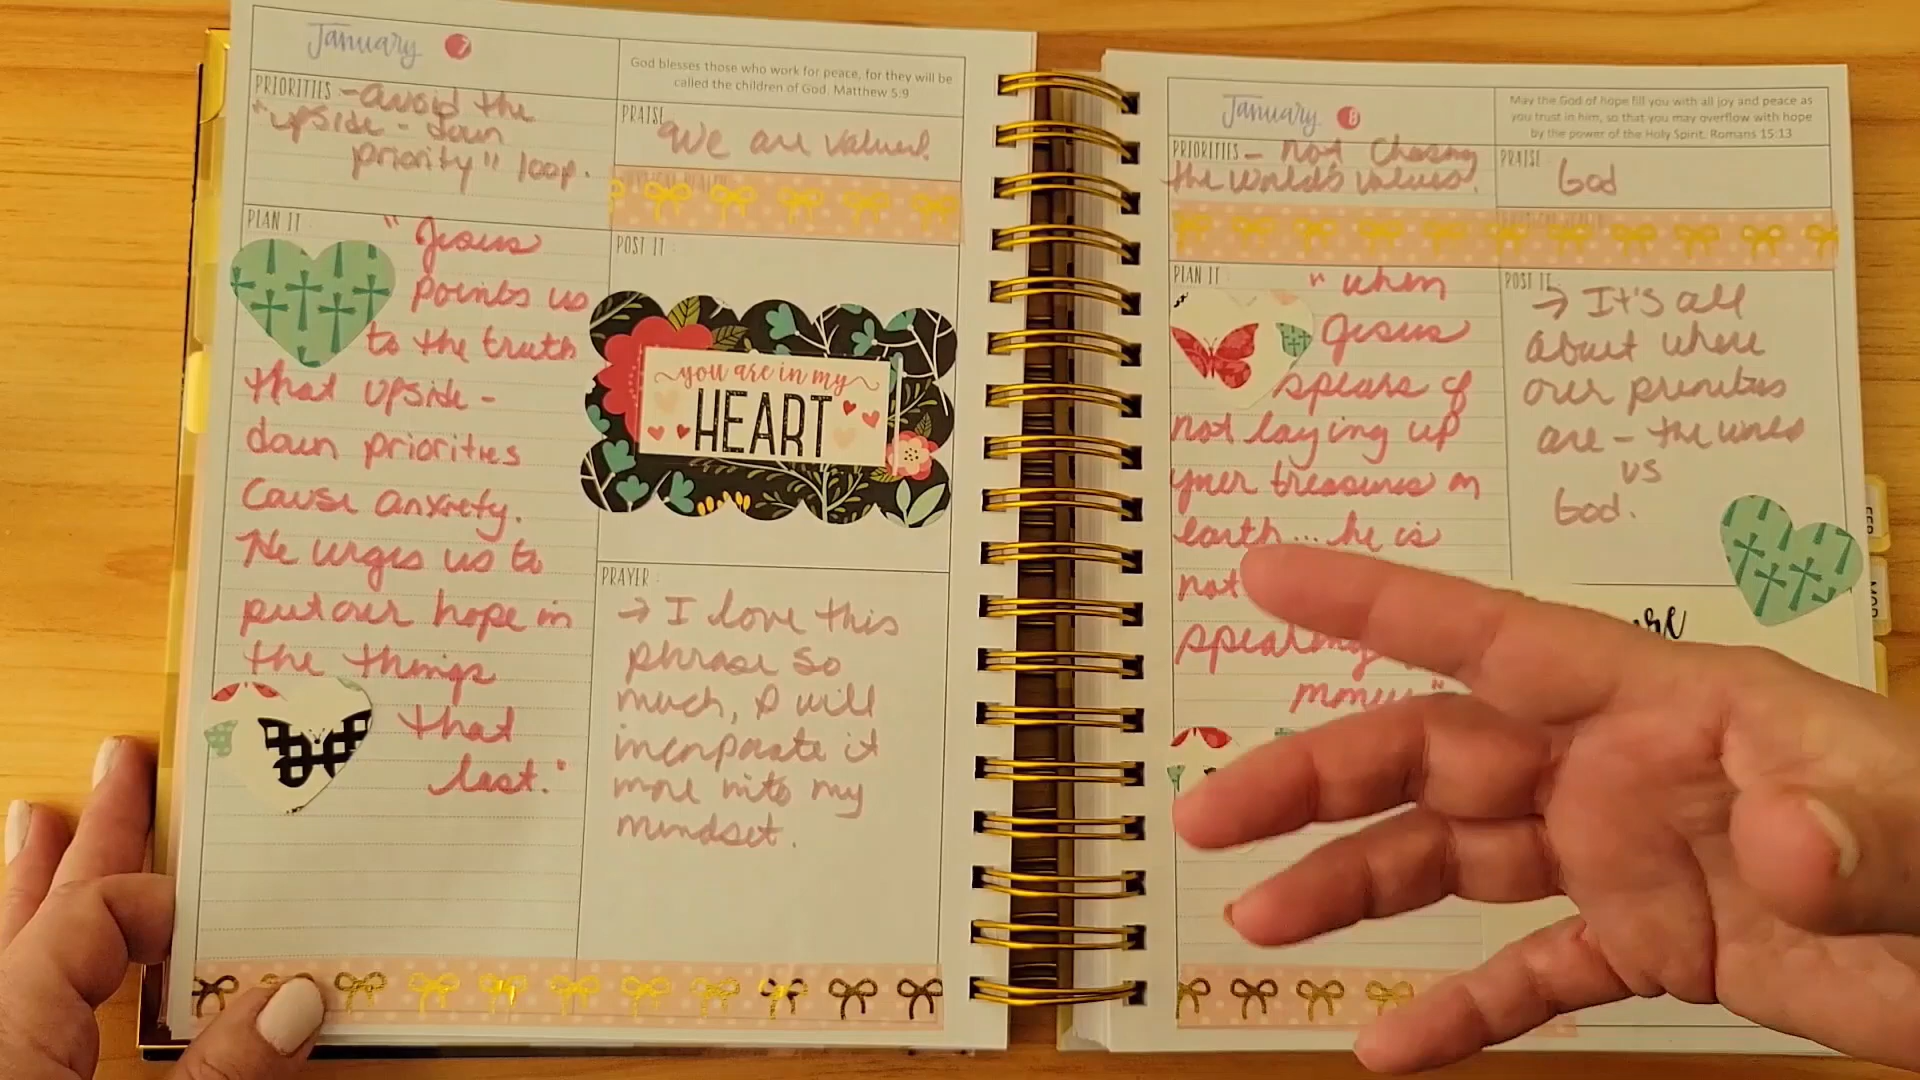 January 7
God blesses those who work for peace, for they will be
called the children of God. Matthew 5:9
PRIORITIES - avoid the
"upside - down
priority" loop.
PRAISE
We are valued!
PLAN IT :
"Jesus
points us
to the truth
that upside -
down priorities
cause anxiety.
He urges us to
put our hope in
the things
that
last."
POST IT :
you are in my
HEART
PRAYER :
→ I love this
phrase so
much, I will
incorporate it
more into my
mindset.
January 8
May the God of hope fill you with all joy and peace as
you trust in him, so that you may overflow with hope
by the power of the Holy Spirit. Romans 15:13
PRIORITIES - not chasing
the world's values!
PRAISE
God
PLAN IT :
"when
Jesus
speaks of
not laying up
your treasures on
earth... he is
not
speaking
POST IT :
→ It's all
about where
our priorities
are - the world
vs
God.
FEB